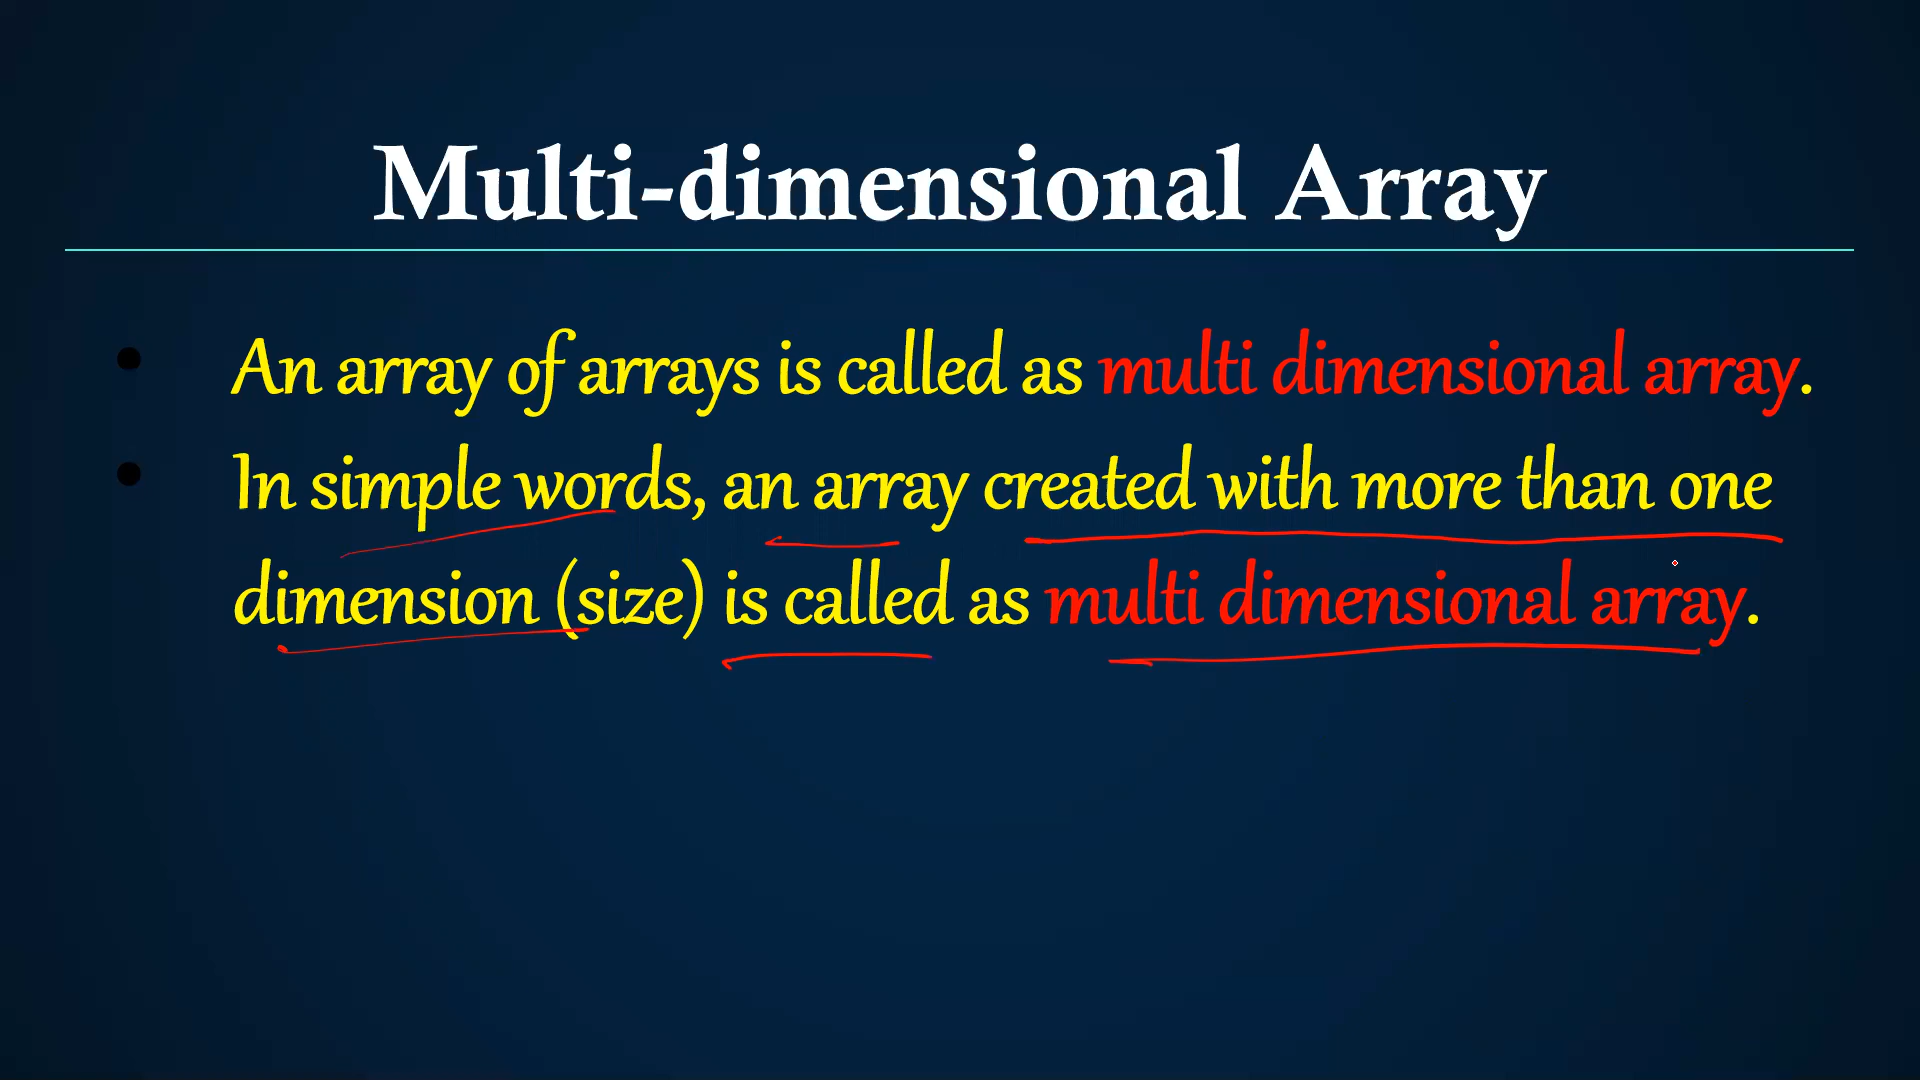 Multi-dimensional Array
• An array of arrays is called as multi dimensional array.
• In simple words, an array created with more than one
dimension (size) is called as multi dimensional array.